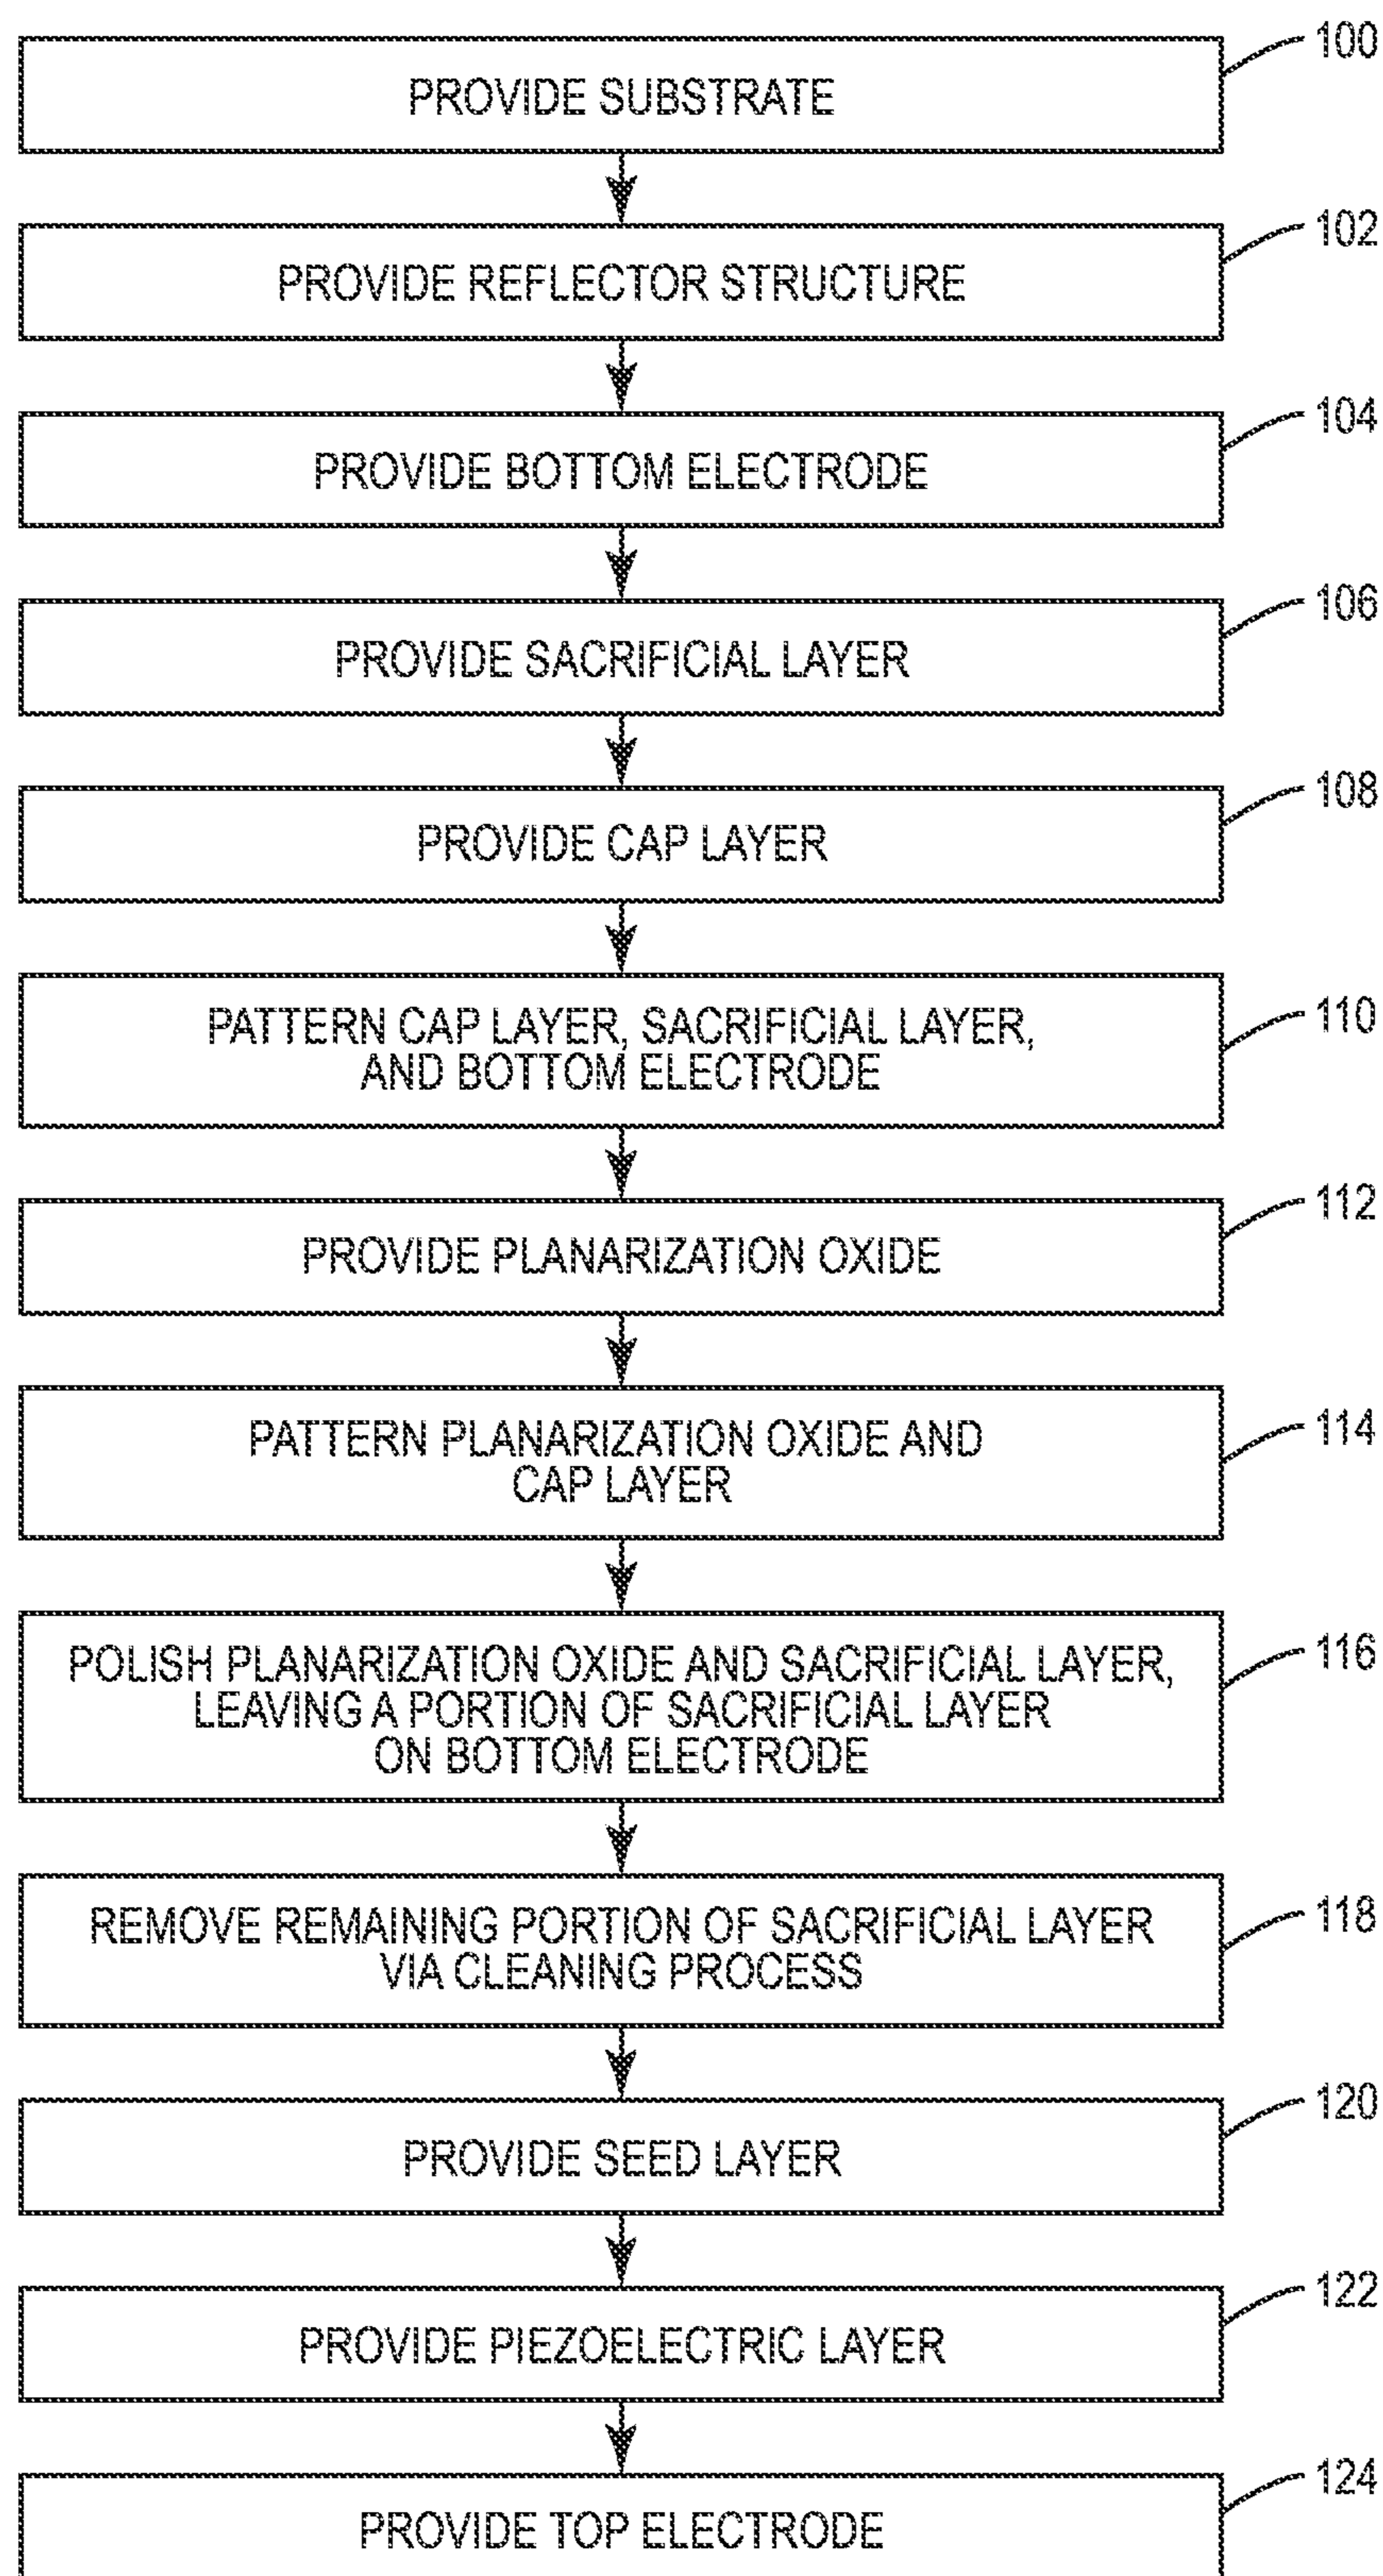 100
PROVIDE SUBSTRATE
102
PROVIDE REFLECTOR STRUCTURE
104
PROVIDE BOTTOM ELECTRODE
106
PROVIDE SACRIFICIAL LAYER
108
PROVIDE CAP LAYER
110
PATTERN CAP LAYER, SACRIFICIAL LAYER,
AND BOTTOM ELECTRODE
112
PROVIDE PLANARIZATION OXIDE
114
PATTERN PLANARIZATION OXIDE AND
CAP LAYER
116
POLISH PLANARIZATION OXIDE AND SACRIFICIAL LAYER,
LEAVING A PORTION OF SACRIFICIAL LAYER
ON BOTTOM ELECTRODE
118
REMOVE REMAINING PORTION OF SACRIFICIAL LAYER
VIA CLEANING PROCESS
120
PROVIDE SEED LAYER
122
PROVIDE PIEZOELECTRIC LAYER
124
PROVIDE TOP ELECTRODE